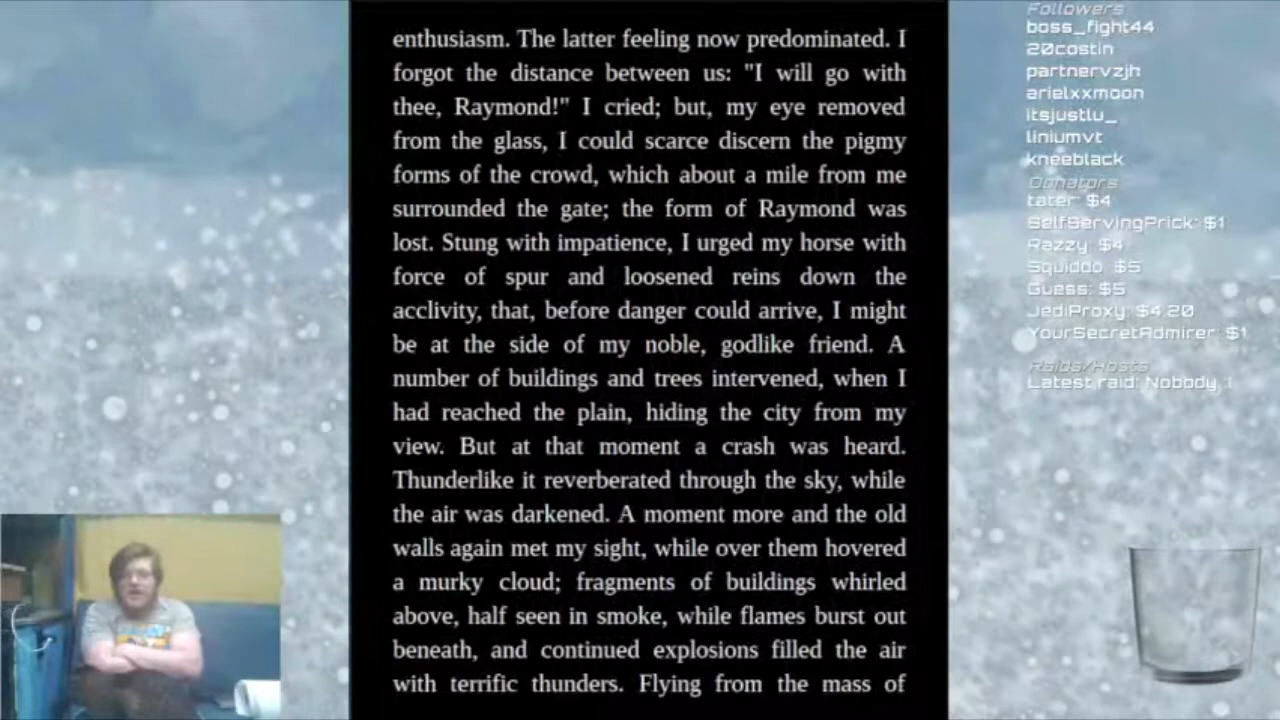 enthusiasm. The latter feeling now predominated. I
forgot the distance between us: "I will go with
thee, Raymond!" I cried; but, my eye removed
from the glass, I could scarce discern the pigmy
forms of the crowd, which about a mile from me
surrounded the gate; the form of Raymond was
lost. Stung with impatience, I urged my horse with
force of spur and loosened reins down the
acclivity, that, before danger could arrive, I might
be at the side of my noble, godlike friend. A
number of buildings and trees intervened, when I
had reached the plain, hiding the city from my
view. But at that moment a crash was heard.
Thunderlike it reverberated through the sky, while
the air was darkened. A moment more and the old
walls again met my sight, while over them hovered
a murky cloud; fragments of buildings whirled
above, half seen in smoke, while flames burst out
beneath, and continued explosions filled the air
with terrific thunders. Flying from the mass of
Followers
boss_fight44
20costin
partnervzjh
arielxxmoon
itsjustlu_
liniumvt
kneeblack
Donators
tater: $4
SelfServingPrick: $1
Razzy: $4
Squiddo: $5
Guess: $5
JediProxy: $4.20
YourSecretAdmirer: $1
Raids/Hosts
Latest raid: Nobody :(